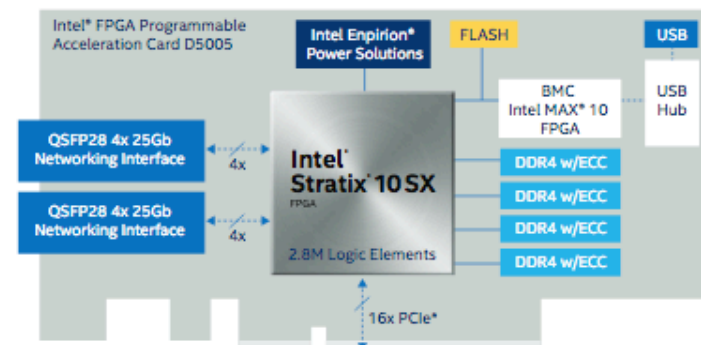 Intel® FPGA Programmable
Acceleration Card D5005
Intel Enpirion*
Power Solutions
FLASH
USB
BMC
Intel MAX® 10
FPGA
USB
Hub
QSFP28 4x 25Gb
Networking Interface
4x
QSFP28 4x 25Gb
Networking Interface
4x
Intel®
Stratix® 10 SX
FPGA
2.8M Logic Elements
DDR4 w/ECC
DDR4 w/ECC
DDR4 w/ECC
DDR4 w/ECC
16x PCIe*